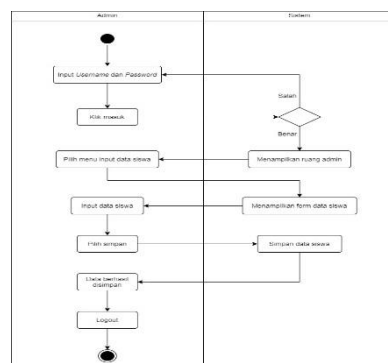 Admin
Sistem
Input Username dan Password
Salah
Klik masuk
Benar
Pilih menu input data siswa
Menampilkan ruang admin
Input data siswa
Menampilkan form data siswa
Pilih simpan
Simpan data siswa
Data berhasil
disimpan
Logout